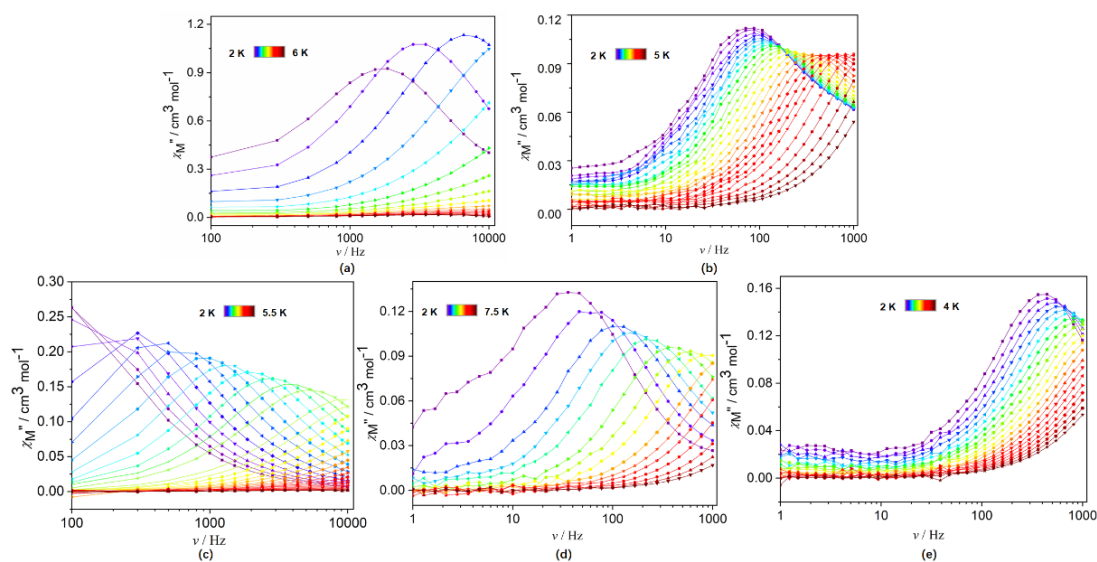 χM" / cm³ mol⁻¹
1.2
0.9
0.6
0.3
0.0
2 K 6 K
100 1000 10000
ν / Hz
(a)
χM" / cm³ mol⁻¹
0.12
0.09
0.06
0.03
0.00
2 K 5 K
1 10 100 1000
ν / Hz
(b)
χM" / cm³ mol⁻¹
0.30
0.25
0.20
0.15
0.10
0.05
0.00
2 K 5.5 K
100 1000 10000
ν / Hz
(c)
χM" / cm³ mol⁻¹
0.12
0.09
0.06
0.03
0.00
2 K 7.5 K
1 10 100 1000
ν / Hz
(d)
χM" / cm³ mol⁻¹
0.16
0.12
0.08
0.04
0.00
2 K 4 K
1 10 100 1000
ν / Hz
(e)